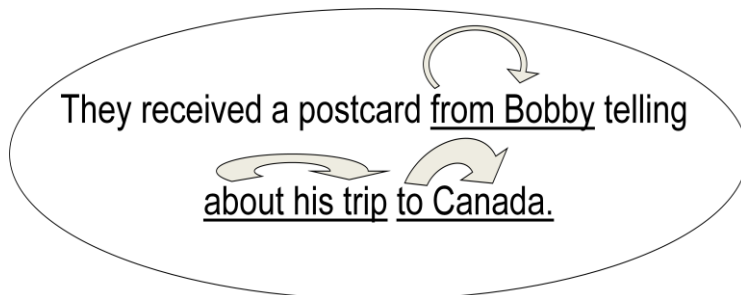 They received a postcard from Bobby telling
about his trip to Canada.